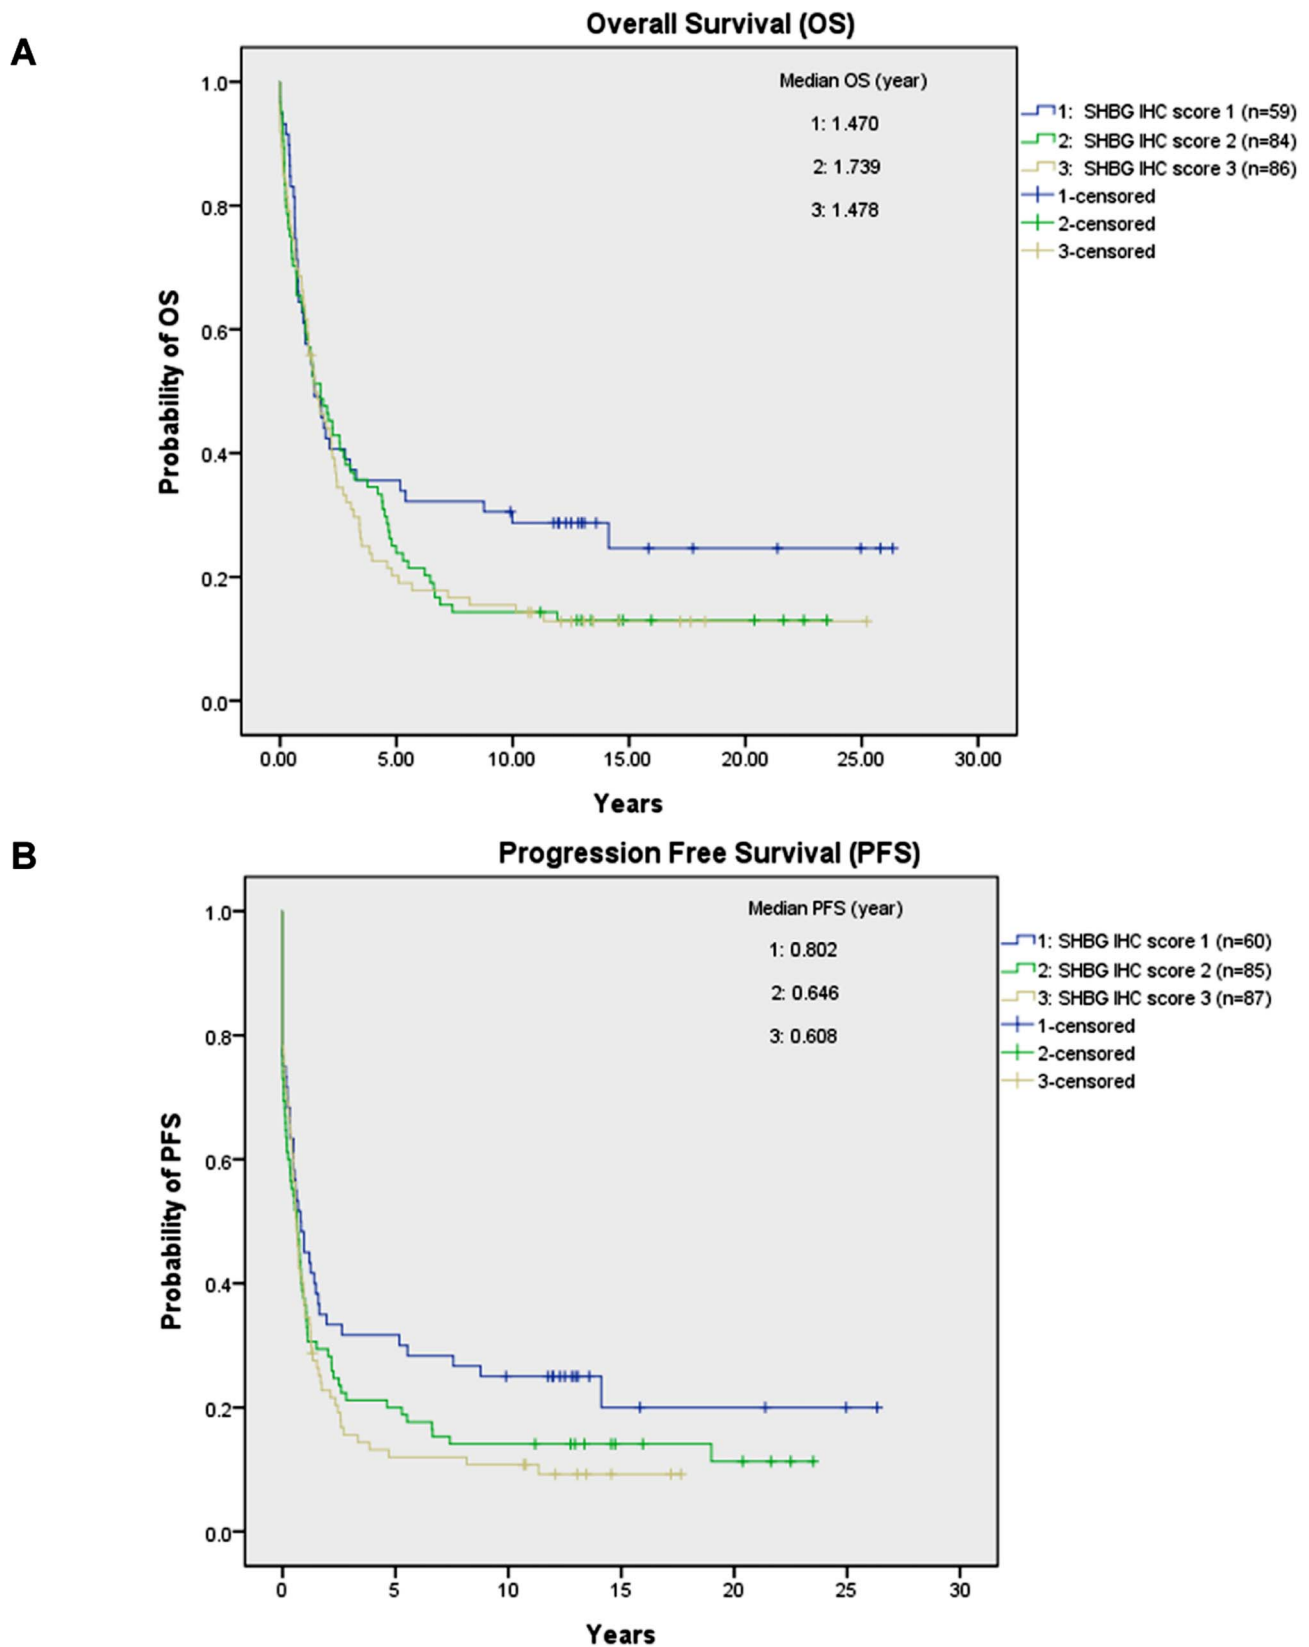 A
Overall Survival (OS)
Median OS (year)
1: 1.470
2: 1.739
3: 1.478
1: SHBG IHC score 1 (n=59)
2: SHBG IHC score 2 (n=84)
3: SHBG IHC score 3 (n=86)
1-censored
2-censored
3-censored
Probability of OS
1.0
0.8
0.6
0.4
0.2
0.0
0.00 5.00 10.00 15.00 20.00 25.00 30.00
Years
B
Progression Free Survival (PFS)
Median PFS (year)
1: 0.802
2: 0.646
3: 0.608
1: SHBG IHC score 1 (n=60)
2: SHBG IHC score 2 (n=85)
3: SHBG IHC score 3 (n=87)
1-censored
2-censored
3-censored
Probability of PFS
1.0
0.8
0.6
0.4
0.2
0.0
0 5 10 15 20 25 30
Years